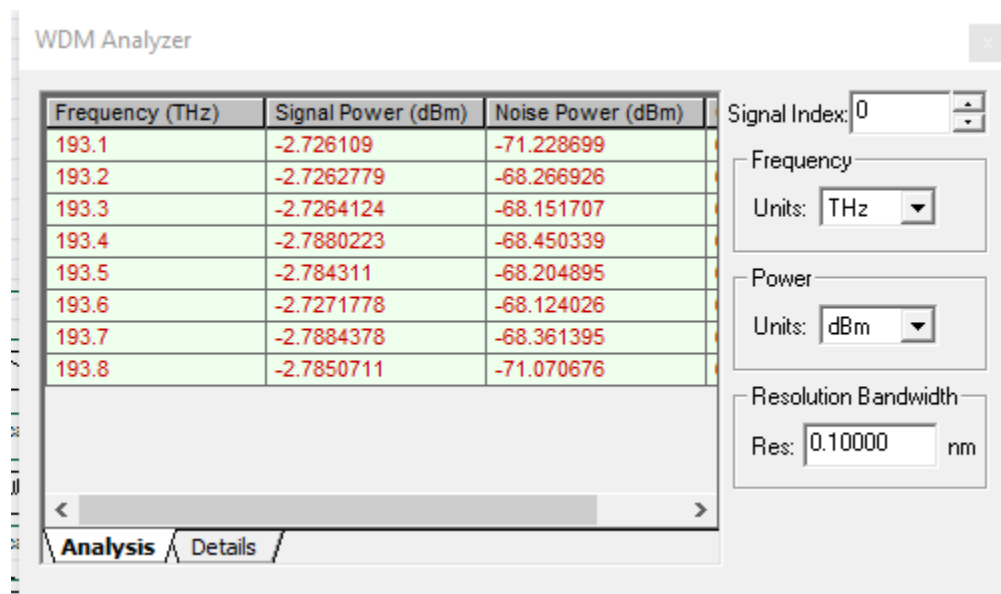 WDM Analyzer
x
Frequency (THz) Signal Power (dBm) Noise Power (dBm)
193.1 -2.726109 -71.228699
193.2 -2.7262779 -68.266926
193.3 -2.7264124 -68.151707
193.4 -2.7880223 -68.450339
193.5 -2.784311 -68.204895
193.6 -2.7271778 -68.124026
193.7 -2.7884378 -68.361395
193.8 -2.7850711 -71.070676
Analysis Details
Signal Index: 0
Frequency
Units: THz
Power
Units: dBm
Resolution Bandwidth
Res: 0.10000 nm